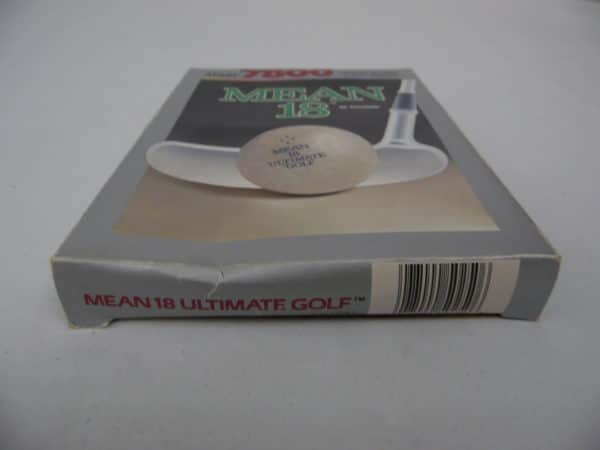 7800
MEAN
18
MEAN
18
ULTIMATE
GOLF
MEAN 18 ULTIMATE GOLF™